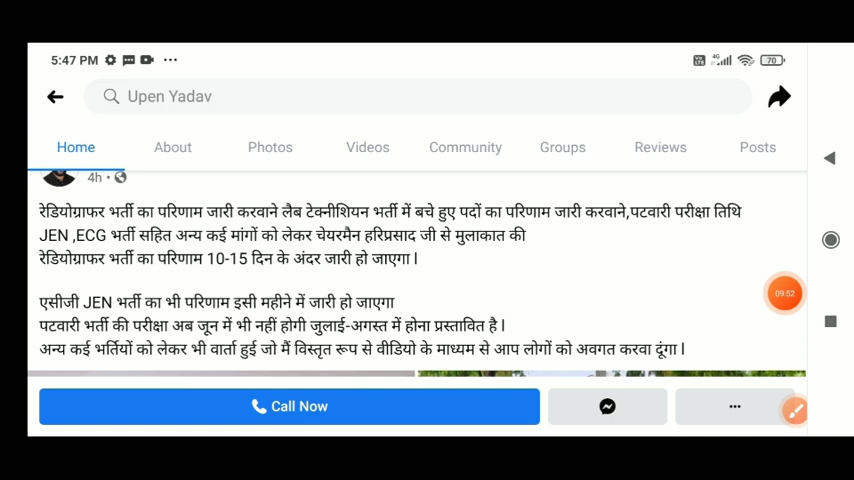 5:47 PM ...
4G 70
Upen Yadav
Home About Photos Videos Community Groups Reviews Posts
4h
रेडियोग्राफर भर्ती का परिणाम जारी करवाने लैब टेक्नीशियन भर्ती में बचे हुए पदों का परिणाम जारी करवाने,पटवारी परीक्षा तिथि
JEN ,ECG भर्ती सहित अन्य कई मांगों को लेकर चेयरमैन हरिप्रसाद जी से मुलाकात की
रेडियोग्राफर भर्ती का परिणाम 10-15 दिन के अंदर जारी हो जाएगा l
एसीजी JEN भर्ती का भी परिणाम इसी महीने में जारी हो जाएगा
पटवारी भर्ती की परीक्षा अब जून में भी नहीं होगी जुलाई-अगस्त में होना प्रस्तावित है l
अन्य कई भर्तियों को लेकर भी वार्ता हुई जो मैं विस्तृत रूप से वीडियो के माध्यम से आप लोगों को अवगत करवा दूंगा l
09:52
Call Now